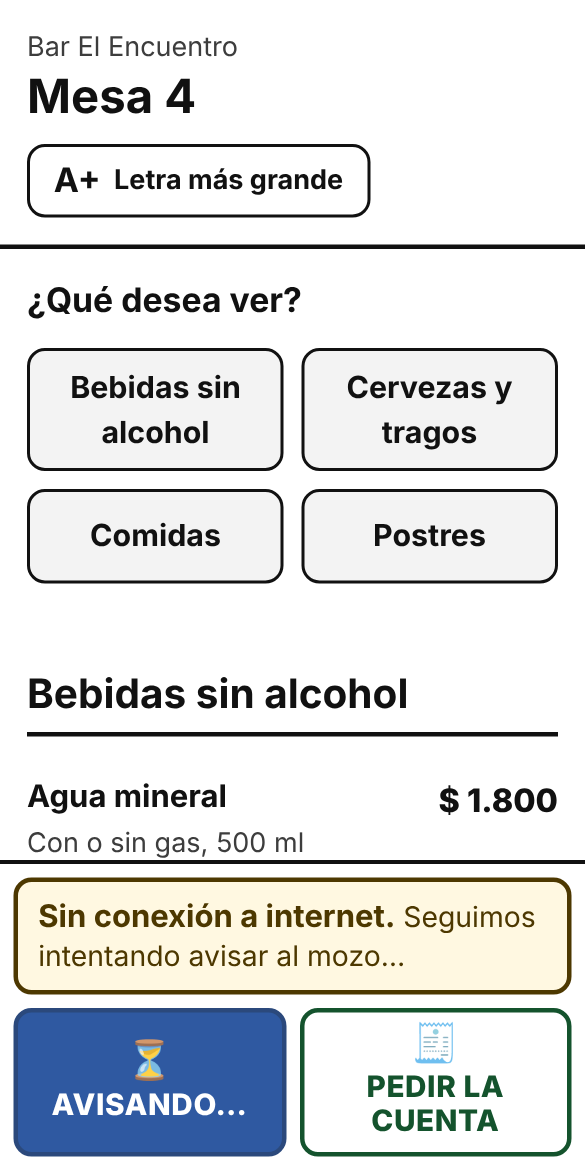 Bar El Encuentro
Mesa 4
A+ Letra más grande
¿Qué desea ver?
Bebidas sin
alcohol
Cervezas y
tragos
Comidas
Postres
Bebidas sin alcohol
Agua mineral
$ 1.800
Con o sin gas, 500 ml
Sin conexión a internet. Seguimos
intentando avisar al mozo...
AVISANDO...
PEDIR LA
CUENTA